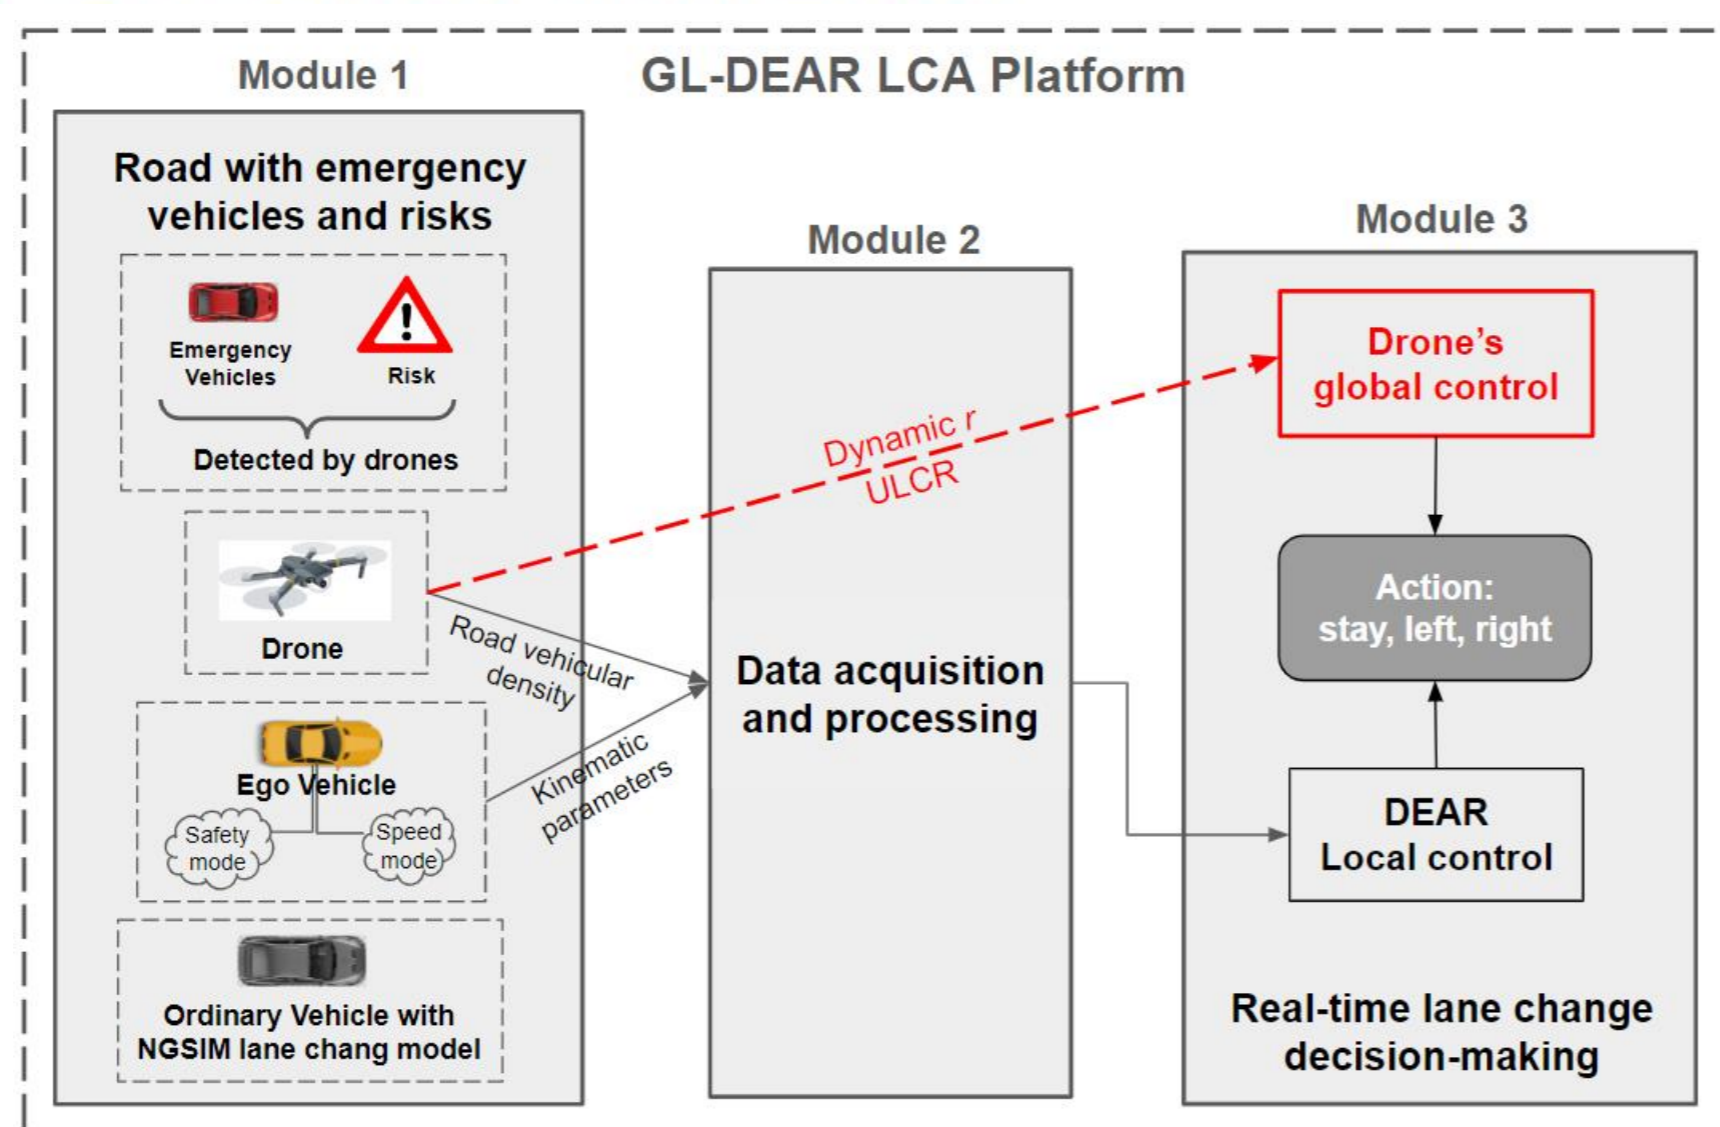 GL-DEAR LCA Platform
Module 1
Road with emergency
vehicles and risks
Emergency
Vehicles
Risk
Detected by drones
Drone
Road vehicular
density
Ego Vehicle
Safety
mode
Speed
mode
Kinematic
parameters
Ordinary Vehicle with
NGSIM lane chang model
Dynamic r
ULCR
Module 2
Data acquisition
and processing
Module 3
Drone's
global control
Action:
stay, left, right
DEAR
Local control
Real-time lane change
decision-making